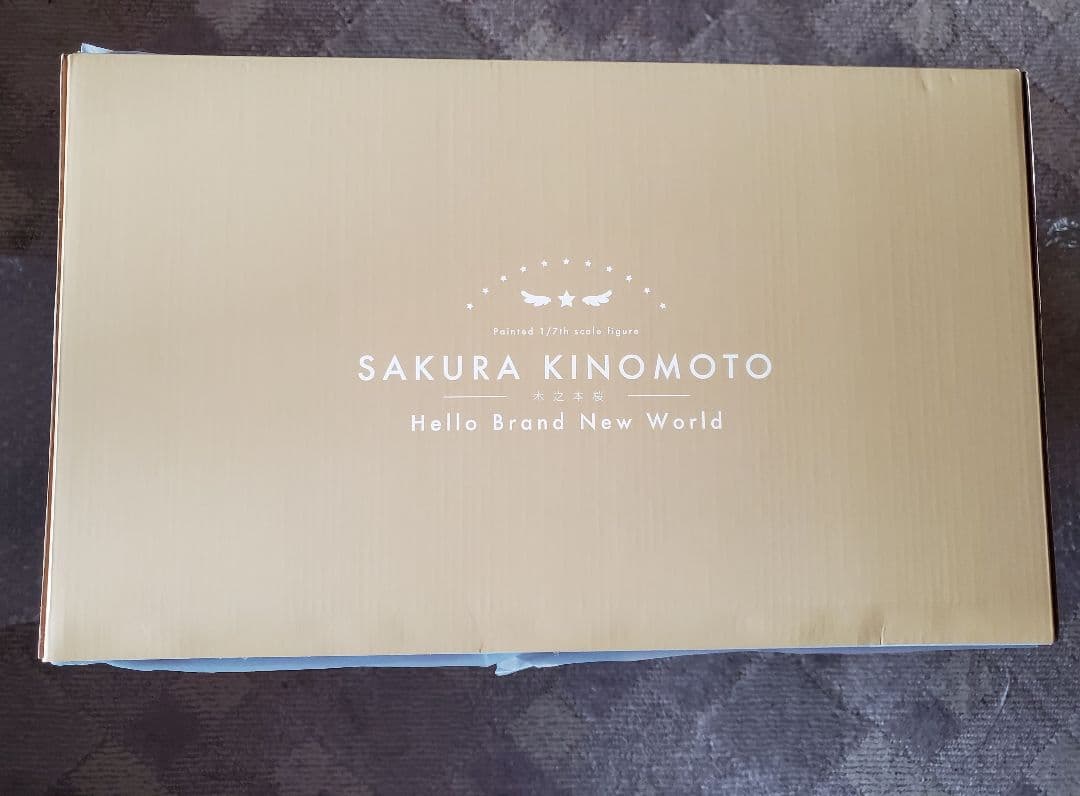 Painted 1/7th scale figure
SAKURA KINOMOTO
木之本桜
Hello Brand New World